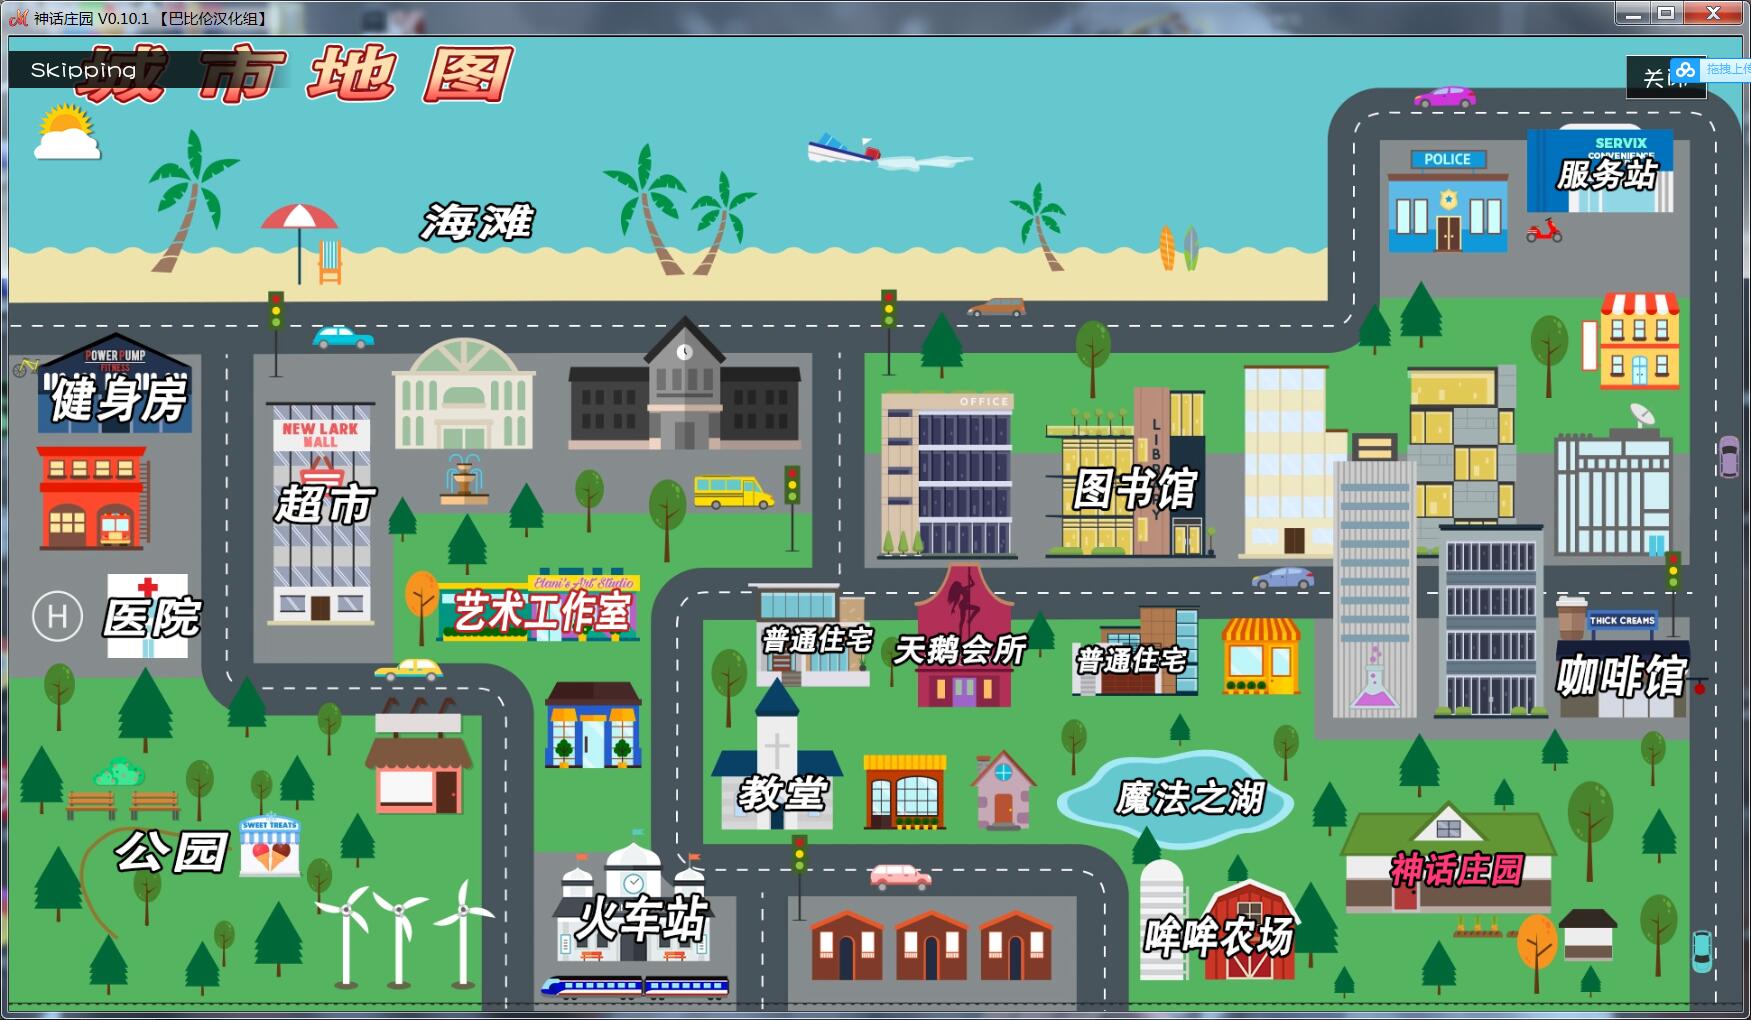 神话庄园 V0.10.1 【巴比伦汉化组】
Skipping
城市地图
拖拽上传
海滩
POLICE
SERVIX
CONVENIENCE
服务站
POWER PUMP
FITNESS
健身房
NEW LARK
MALL
超市
OFFICE
LIBRARY
图书馆
H
医院
Elani's Art Studio
艺术工作室
普通住宅
天鹅会所
普通住宅
THICK CREAMS
咖啡馆
教堂
魔法之湖
SWEET TREATS
公园
神话庄园
火车站
哞哞农场